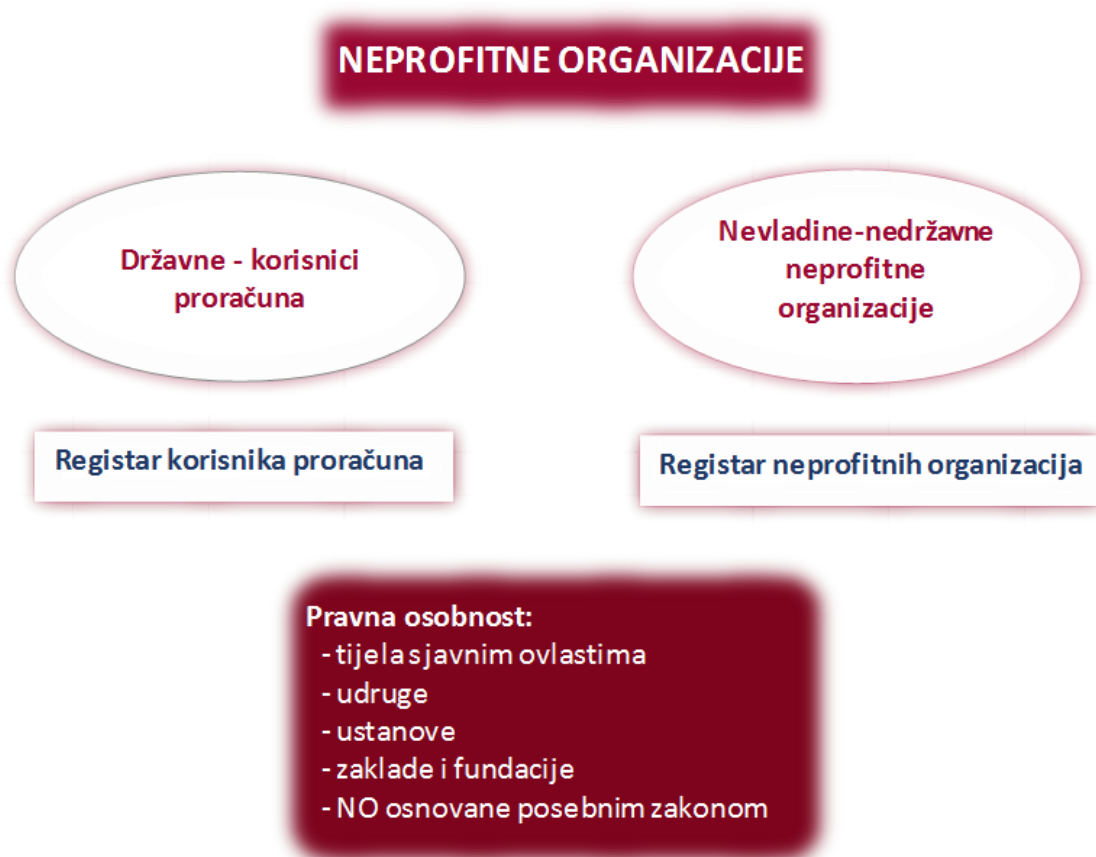 NEPROFITNE ORGANIZACIJE
Državne - korisnici
proračuna
Nevladine-nedržavne
neprofitne
organizacije
Registar korisnika proračuna
Registar neprofitnih organizacija
Pravna osobnost:
- tijela s javnim ovlastima
- udruge
- ustanove
- zaklade i fundacije
- NO osnovane posebnim zakonom